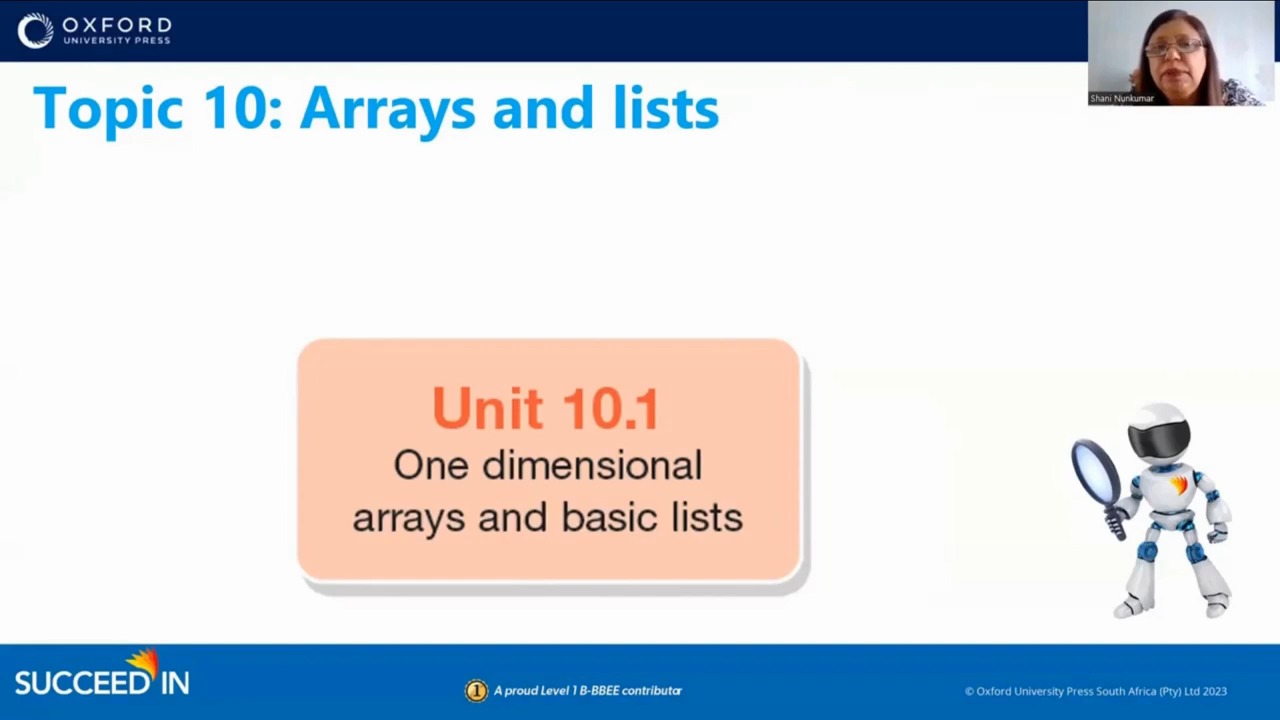 OXFORD
UNIVERSITY PRESS
Shani Nunkumar
Topic 10: Arrays and lists
Unit 10.1
One dimensional
arrays and basic lists
SUCCEED IN
1
A proud Level 1 B-BBEE contributor
© Oxford University Press South Africa (Pty) Ltd 2023